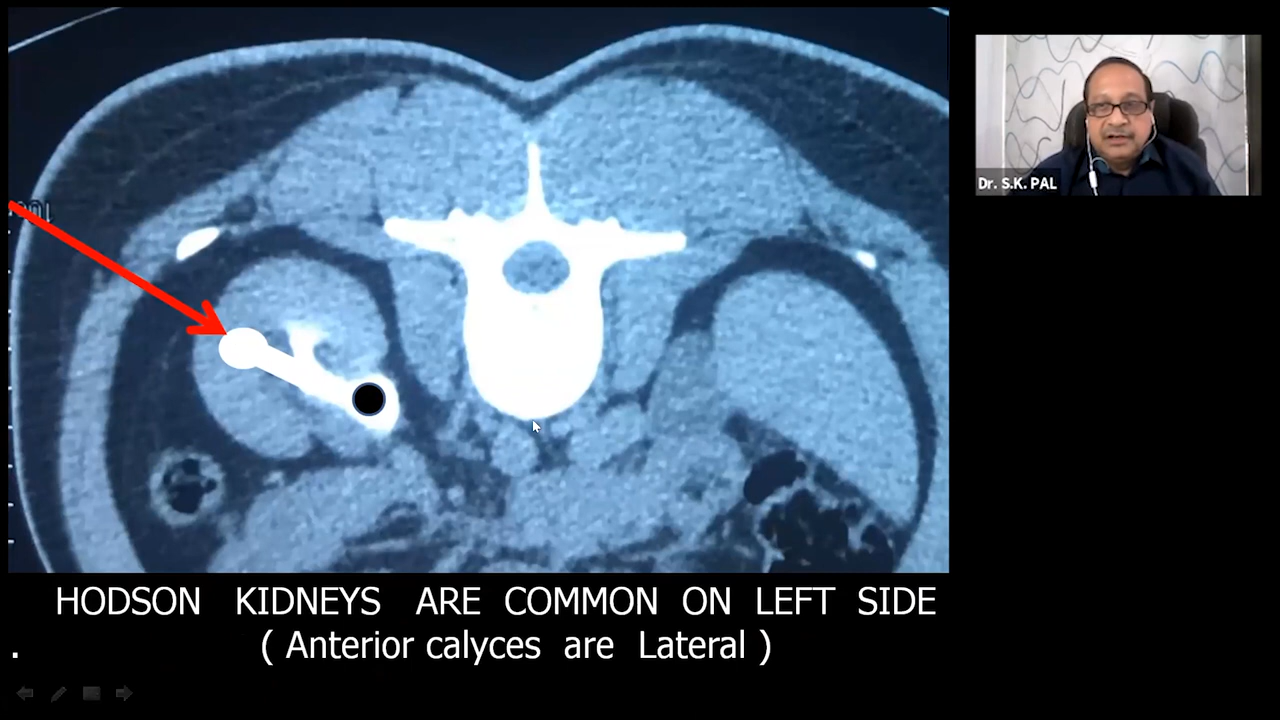 Dr. S.K. PAL
HODSON KIDNEYS ARE COMMON ON LEFT SIDE
. ( Anterior calyces are Lateral )